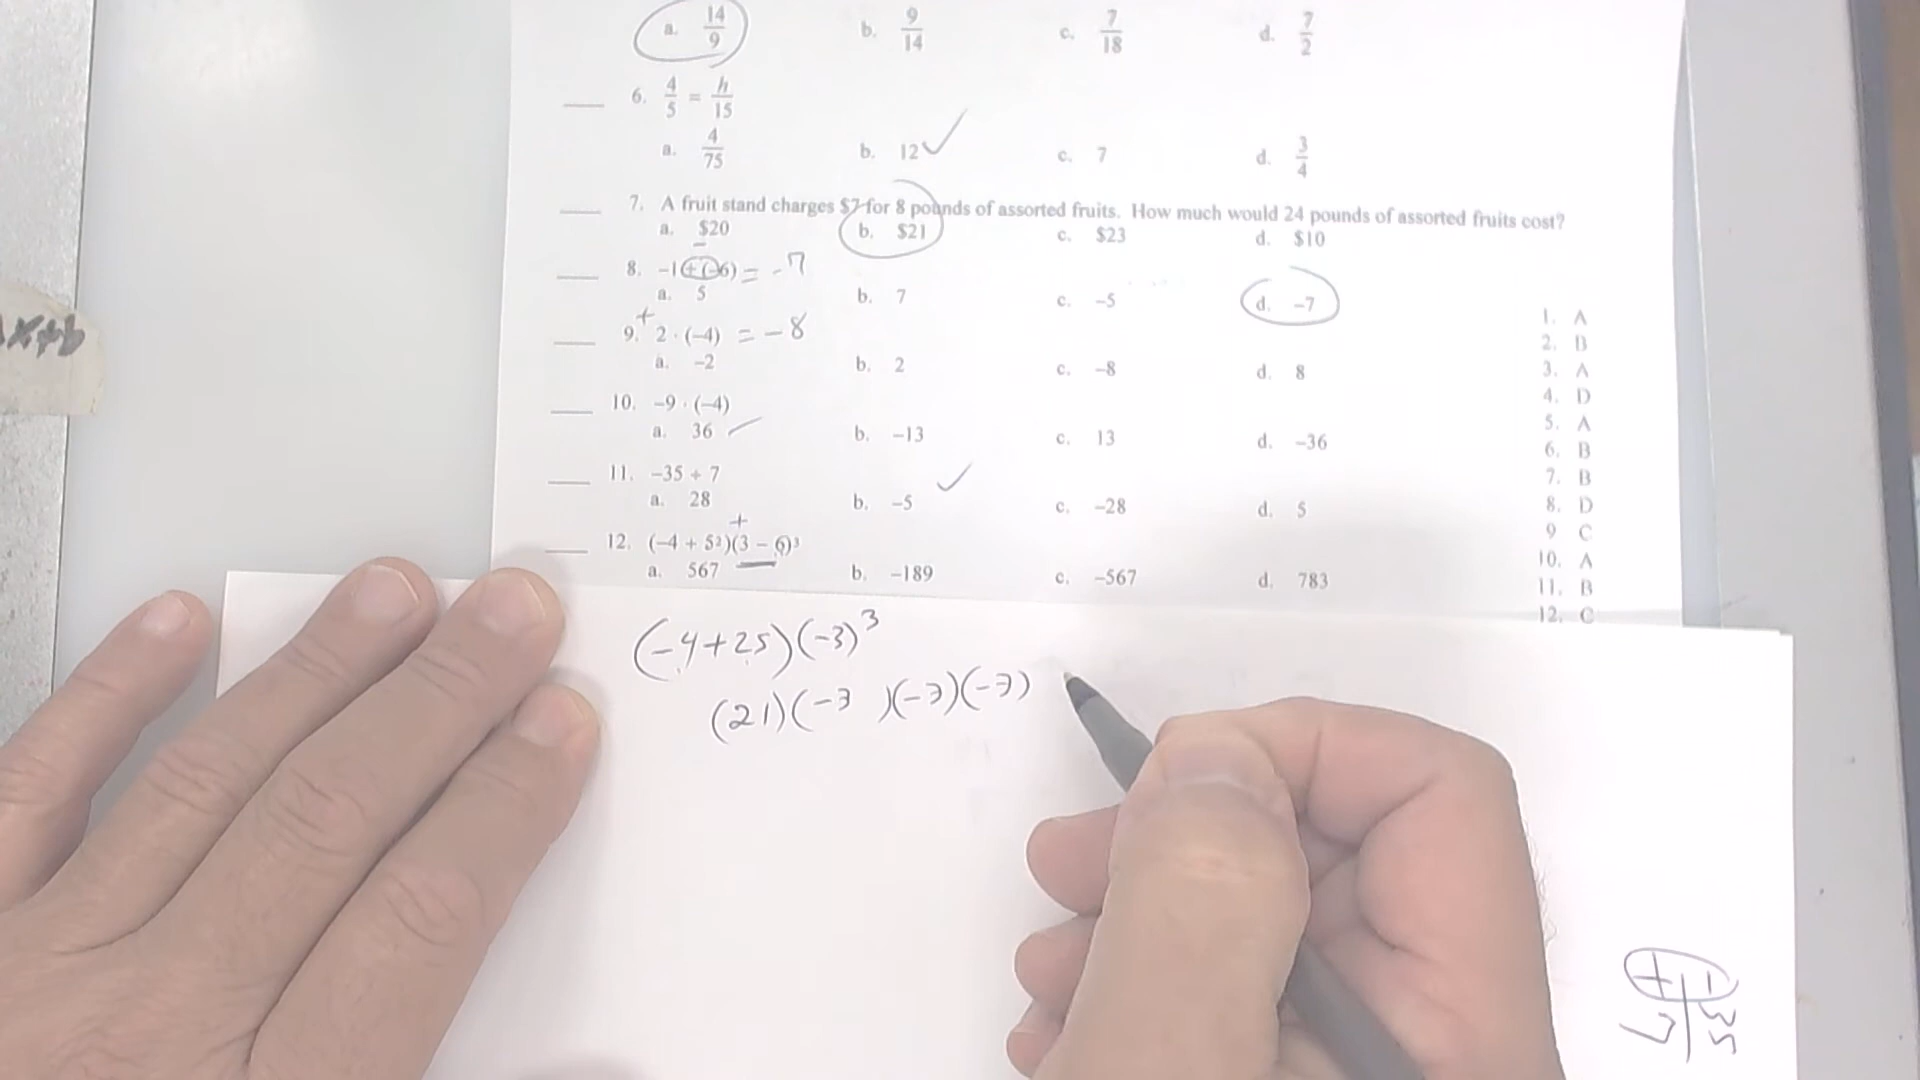 a. 14/9 b. 9/14 c. 7/18 d. 7/2
6. 4/5 = h/15
a. 4/75 b. 12 ✓ c. 7 d. 3/4
7. A fruit stand charges $7 for 8 pounds of assorted fruits. How much would 24 pounds of assorted fruits cost?
a. $20 b. $21 c. $23 d. $10
8. -1 + (-6) = -7
a. 5 b. 7 c. -5 d. -7
+
9. 2 · (-4) = -8
a. -2 b. 2 c. -8 d. 8
10. -9 · (-4)
a. 36 b. -13 c. 13 d. -36
11. -35 ÷ 7
a. 28 b. -5 ✓ c. -28 d. 5
+
12. (-4 + 5²)(3 - 6)³
a. 567 b. -189 c. -567 d. 783
1. A
2. B
3. A
4. D
5. A
6. B
7. B
8. D
9 C
10. A
11. B
12. C
(-4+25)(-3)³
(21)(-3 )(-3)(-3)
x+b